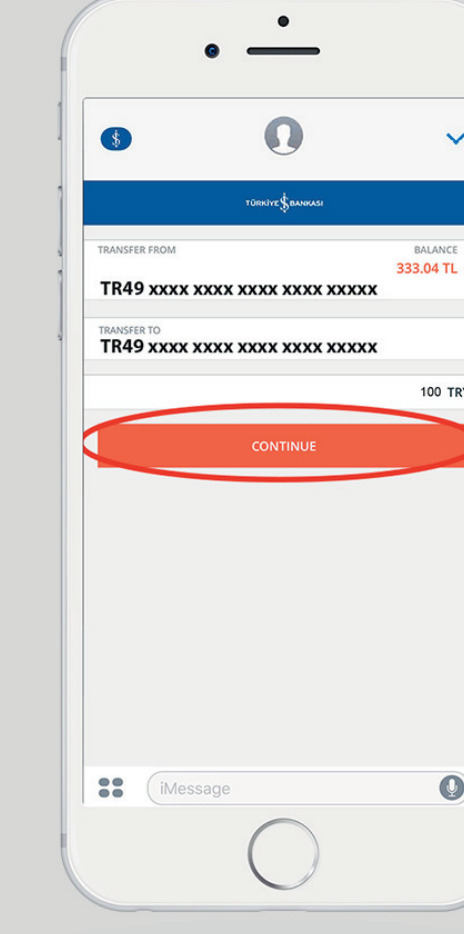 TÜRKİYE BANKASI
TRANSFER FROM
BALANCE
333.04 TL
TR49 xxxx xxxx xxxx xxxx xxxxx
TRANSFER TO
TR49 xxxx xxxx xxxx xxxx xxxxx
100 TRY
CONTINUE
iMessage